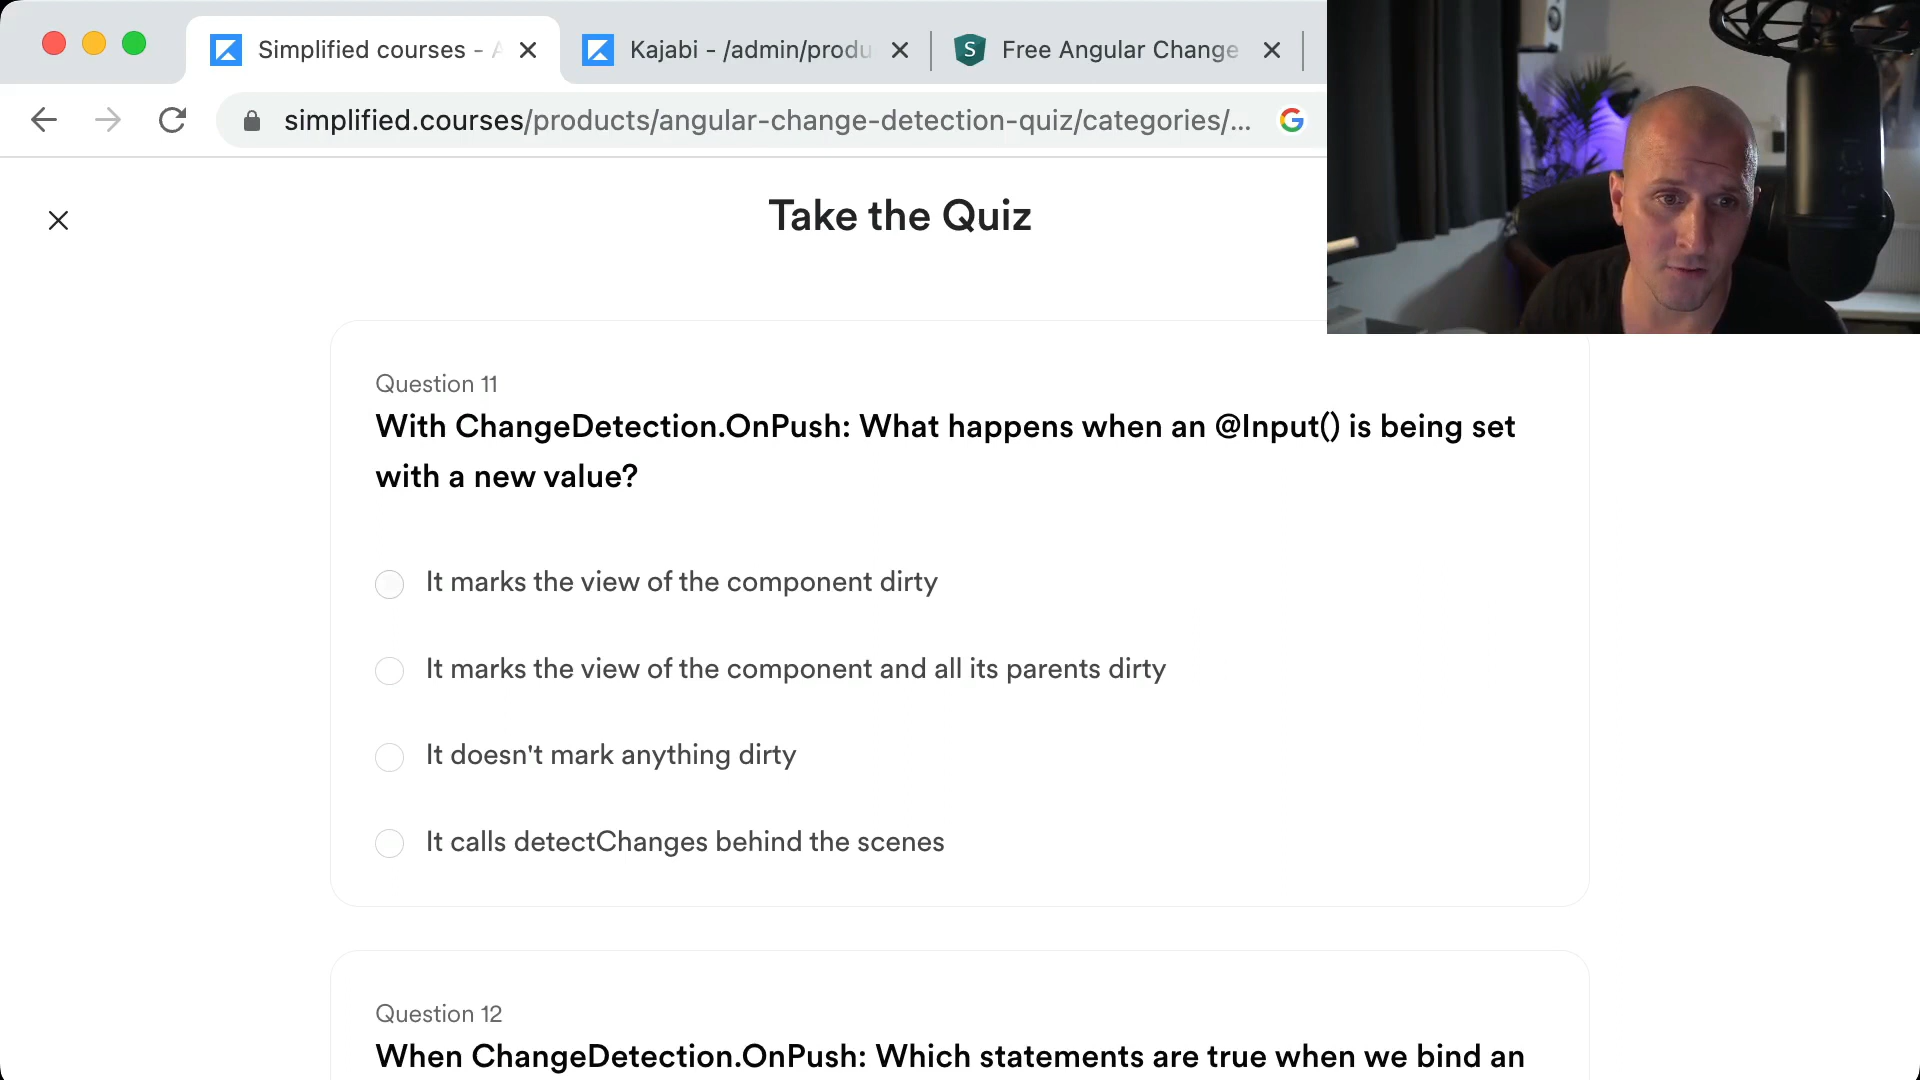 Simplified courses - A
Kajabi - /admin/produ
Free Angular Change
simplified.courses/products/angular-change-detection-quiz/categories/...
Take the Quiz
Question 11
With ChangeDetection.OnPush: What happens when an @Input() is being set
with a new value?
It marks the view of the component dirty
It marks the view of the component and all its parents dirty
It doesn't mark anything dirty
It calls detectChanges behind the scenes
Question 12
When ChangeDetection.OnPush: Which statements are true when we bind an